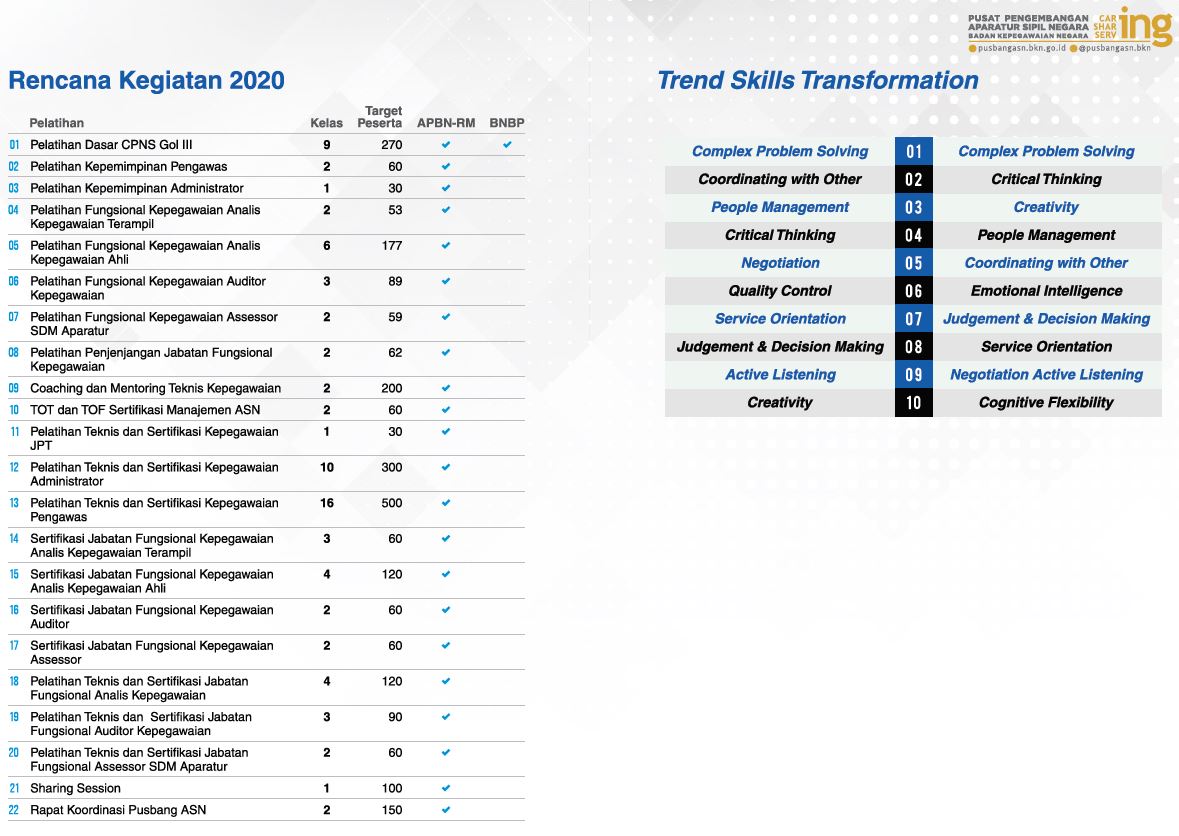 PUSAT PENGEMBANGAN
APARATUR SIPIL NEGARA
BADAN KEPEGAWAIAN NEGARA
CAR
SHAR
SERV
ing
pusbangasn.bkn.go.id @pusbangasn.bkn
Rencana Kegiatan 2020
Pelatihan Kelas Target Peserta APBN-RM BNBP
01 Pelatihan Dasar CPNS Gol III 9 270
02 Pelatihan Kepemimpinan Pengawas 2 60
03 Pelatihan Kepemimpinan Administrator 1 30
04 Pelatihan Fungsional Kepegawaian Analis 2 53
Kepegawaian Terampil
05 Pelatihan Fungsional Kepegawaian Analis 6 177
Kepegawaian Ahli
06 Pelatihan Fungsional Kepegawaian Auditor 3 89
Kepegawaian
07 Pelatihan Fungsional Kepegawaian Assessor 2 59
SDM Aparatur
08 Pelatihan Penjenjangan Jabatan Fungsional 2 62
Kepegawaian
09 Coaching dan Mentoring Teknis Kepegawaian 2 200
10 TOT dan TOF Sertifikasi Manajemen ASN 2 60
11 Pelatihan Teknis dan Sertifikasi Kepegawaian 1 30
JPT
12 Pelatihan Teknis dan Sertifikasi Kepegawaian 10 300
Administrator
13 Pelatihan Teknis dan Sertifikasi Kepegawaian 16 500
Pengawas
14 Sertifikasi Jabatan Fungsional Kepegawaian 3 60
Analis Kepegawaian Terampil
15 Sertifikasi Jabatan Fungsional Kepegawaian 4 120
Analis Kepegawaian Ahli
16 Sertifikasi Jabatan Fungsional Kepegawaian 2 60
Auditor
17 Sertifikasi Jabatan Fungsional Kepegawaian 2 60
Assessor
18 Pelatihan Teknis dan Sertifikasi Jabatan 4 120
Fungsional Analis Kepegawaian
19 Pelatihan Teknis dan Sertifikasi Jabatan 3 90
Fungsional Auditor Kepegawaian
20 Pelatihan Teknis dan Sertifikasi Jabatan 2 60
Fungsional Assessor SDM Aparatur
21 Sharing Session 1 100
22 Rapat Koordinasi Pusbang ASN 2 150
Trend Skills Transformation
Complex Problem Solving 01 Complex Problem Solving
Coordinating with Other 02 Critical Thinking
People Management 03 Creativity
Critical Thinking 04 People Management
Negotiation 05 Coordinating with Other
Quality Control 06 Emotional Intelligence
Service Orientation 07 Judgement & Decision Making
Judgement & Decision Making 08 Service Orientation
Active Listening 09 Negotiation Active Listening
Creativity 10 Cognitive Flexibility